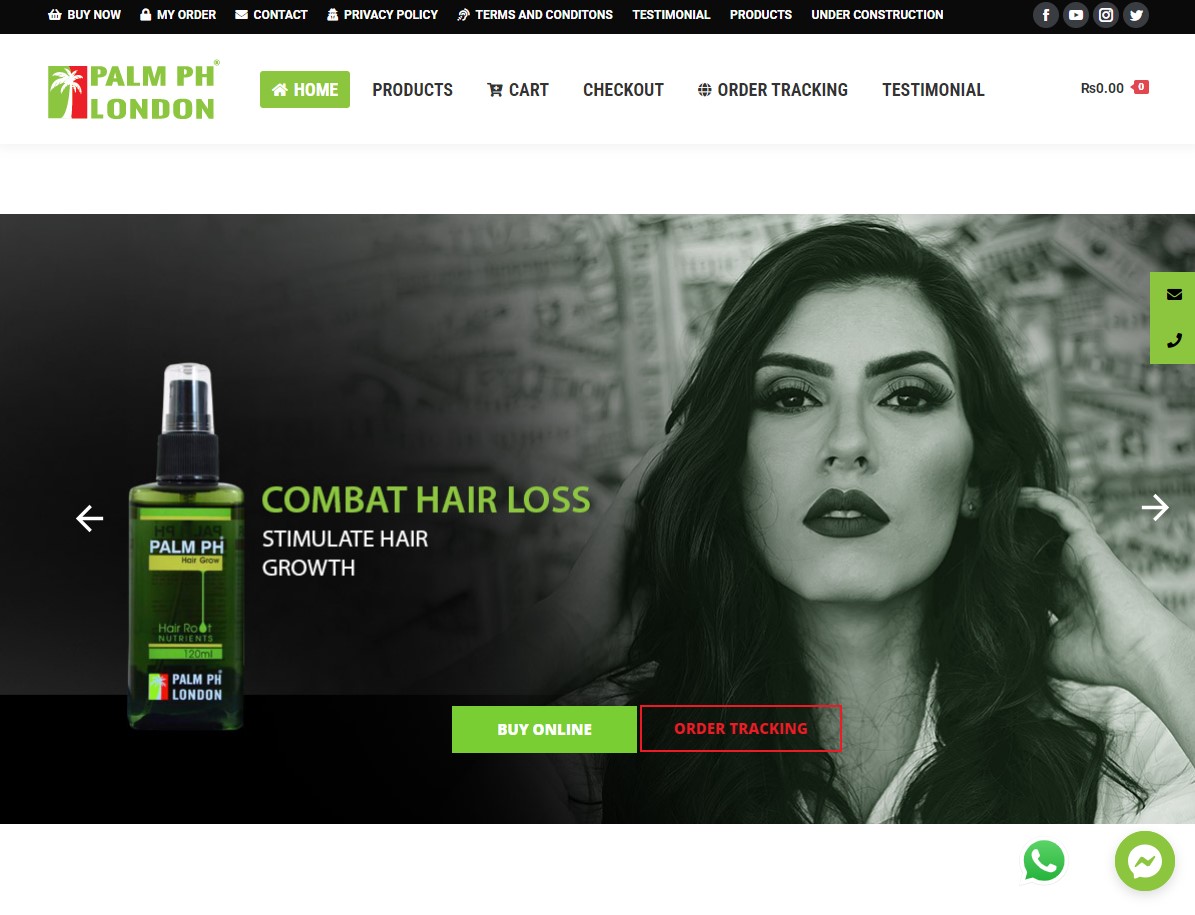 BUY NOW MY ORDER CONTACT PRIVACY POLICY TERMS AND CONDITONS TESTIMONIAL PRODUCTS UNDER CONSTRUCTION
PALM PH®
LONDON
HOME PRODUCTS CART CHECKOUT ORDER TRACKING TESTIMONIAL
₨0.00 0
COMBAT HAIR LOSS
STIMULATE HAIR
GROWTH
PALM PH
Hair Grow
Hair Root
NUTRIENTS
120ml
PALM PH
LONDON
BUY ONLINE ORDER TRACKING